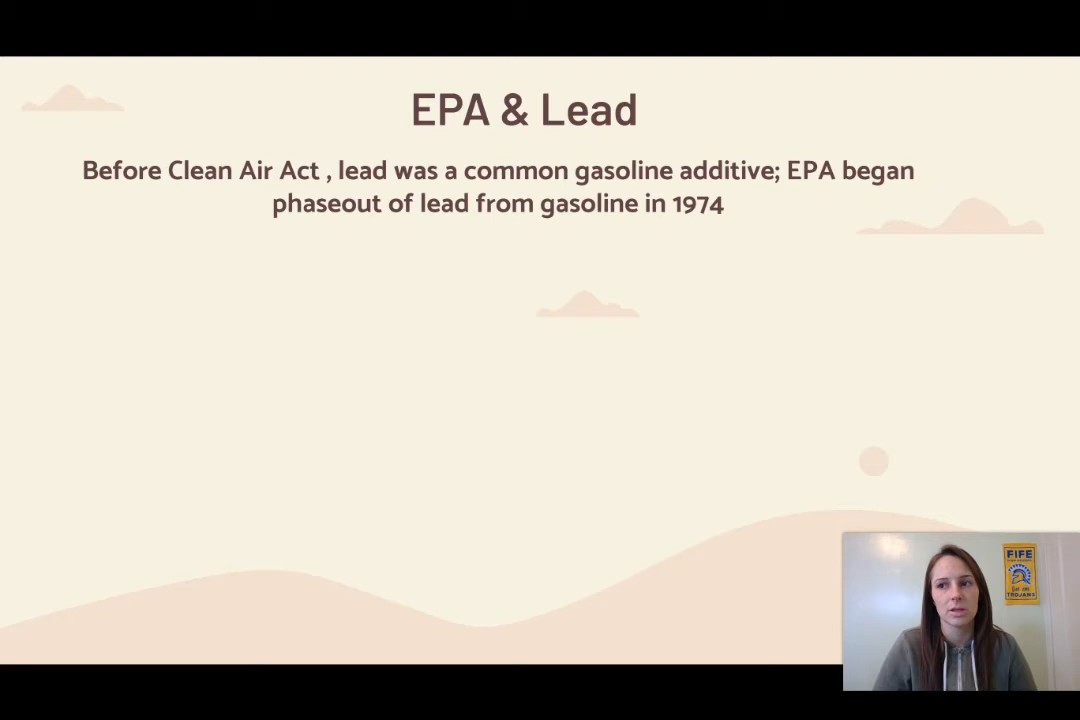 EPA & Lead
Before Clean Air Act , lead was a common gasoline additive; EPA began
phaseout of lead from gasoline in 1974
FIFE
TROJANS